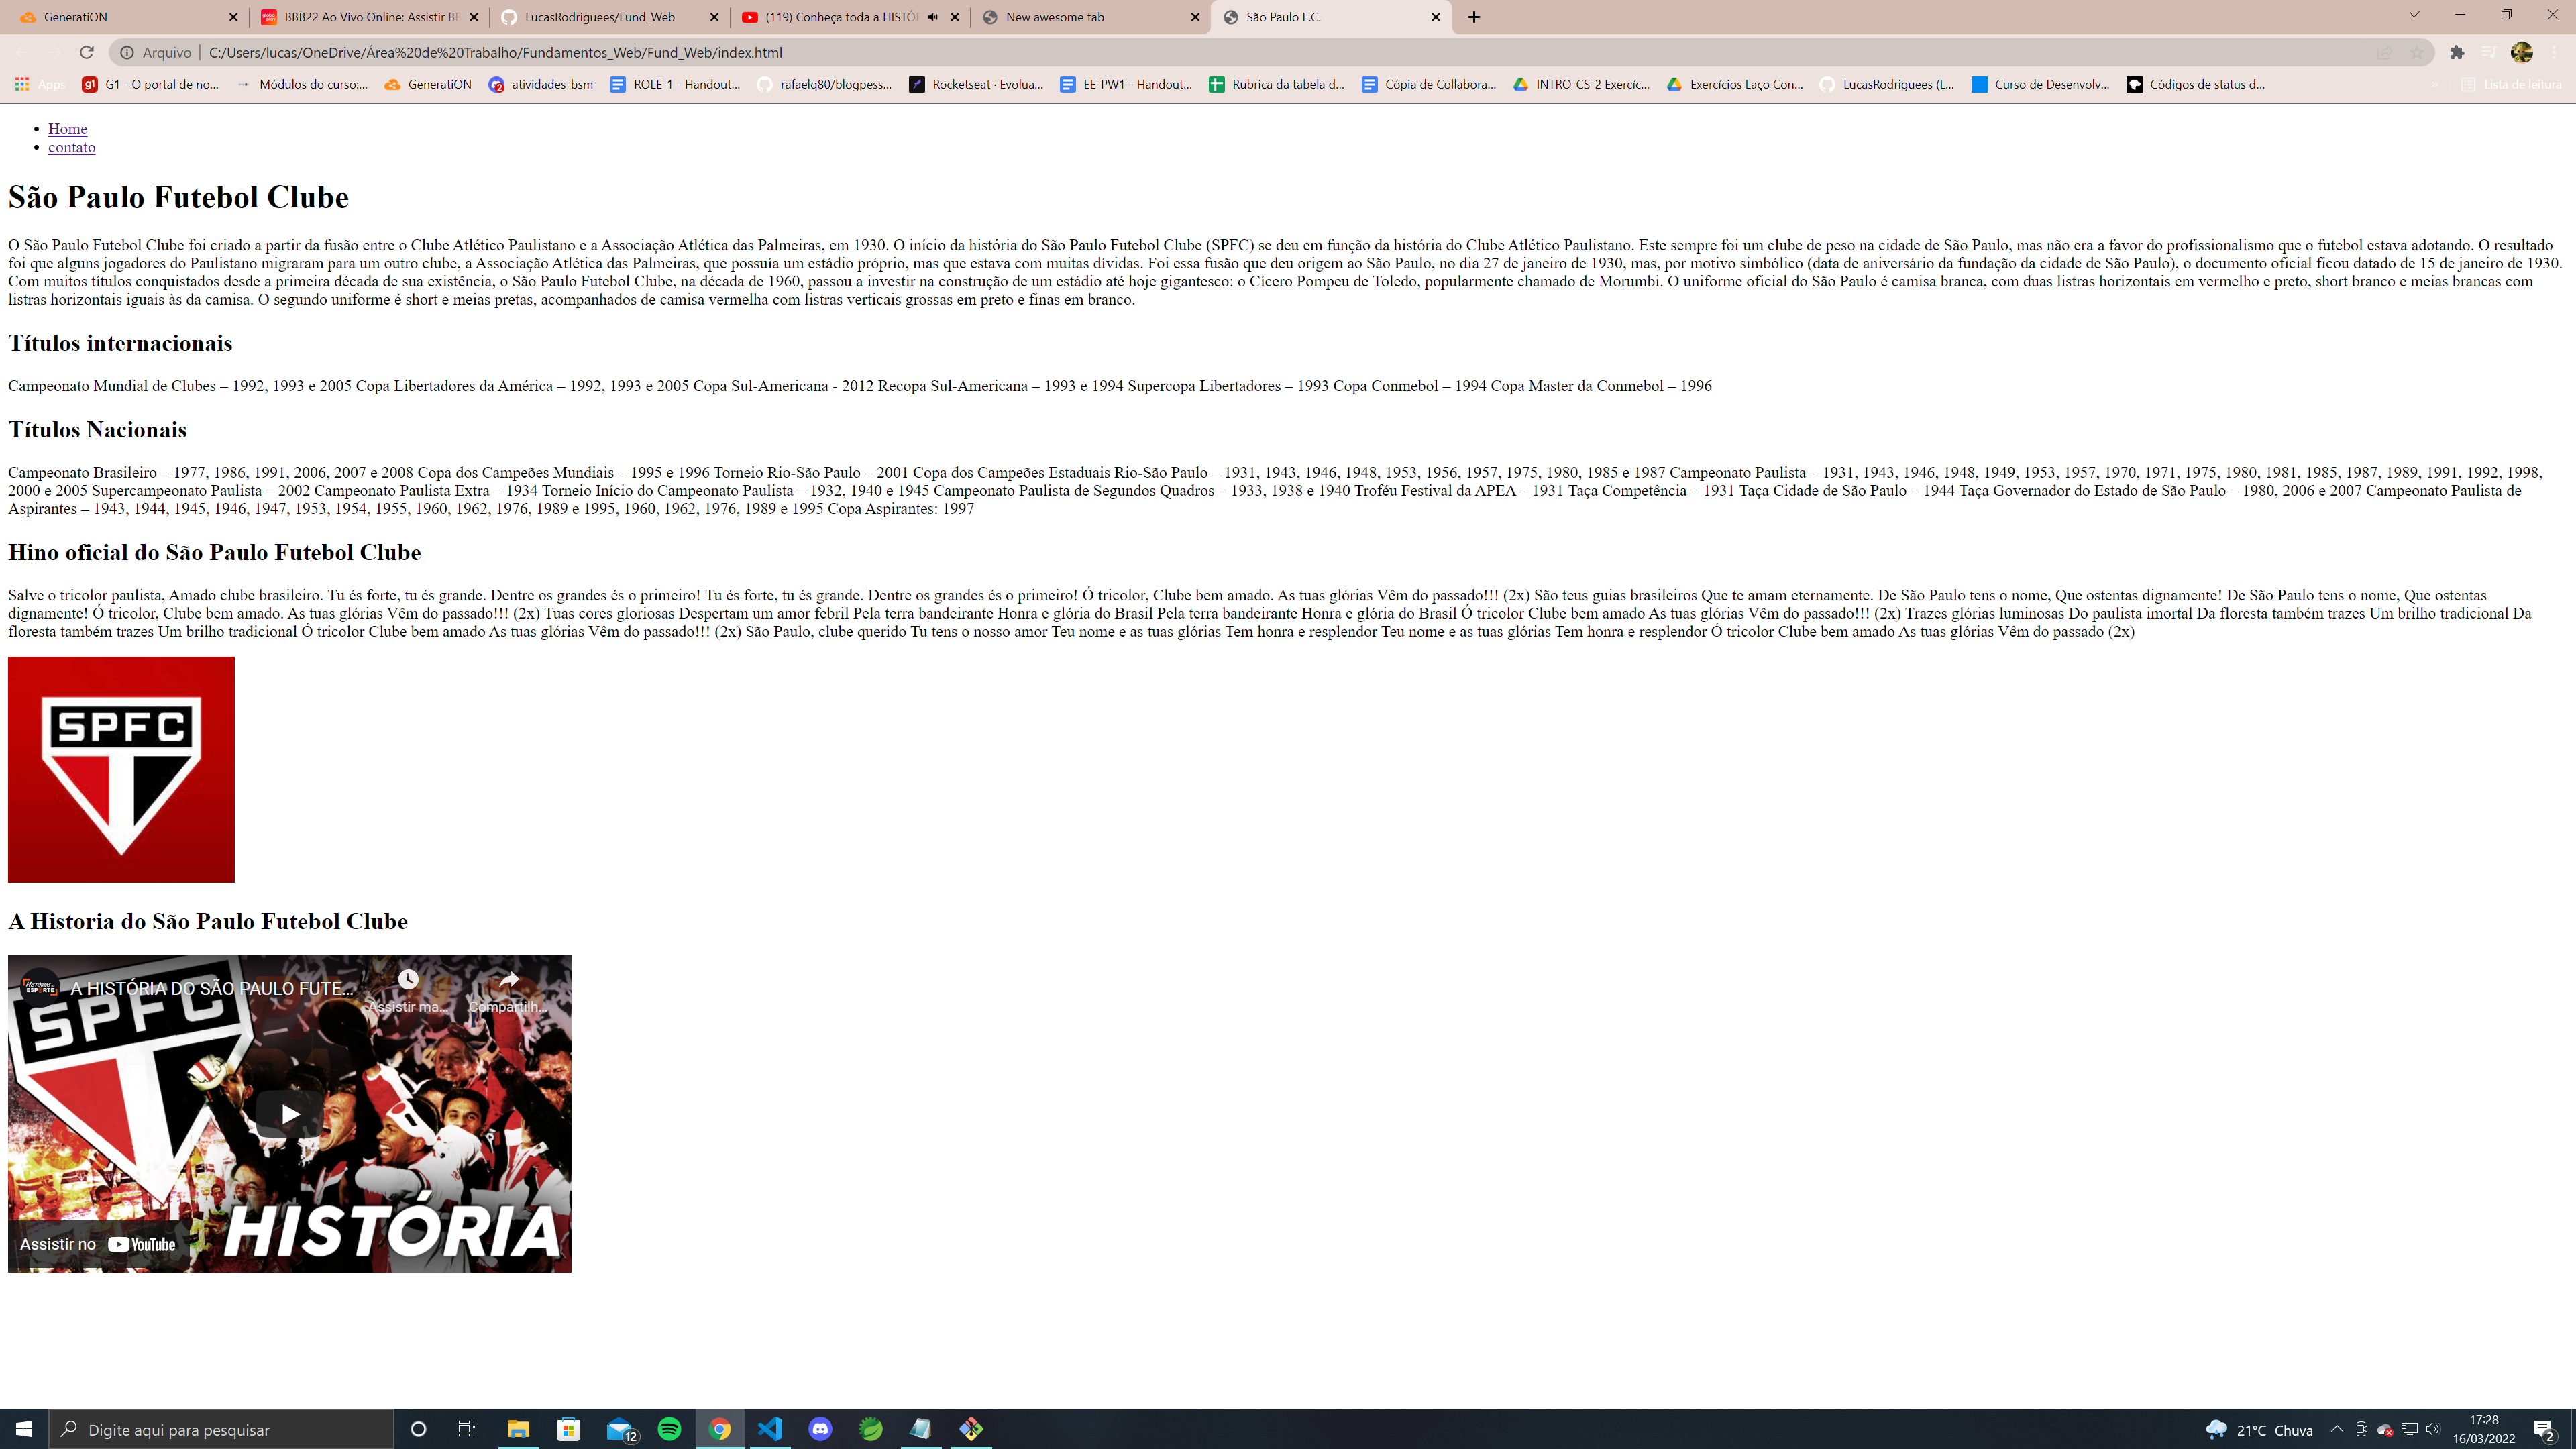 GeneratiON
BBB22 Ao Vivo Online: Assistir BB
LucasRodriguees/Fund_Web
(119) Conheça toda a HISTÓR
New awesome tab
São Paulo F.C.
Arquivo
C:/Users/lucas/OneDrive/Área%20de%20Trabalho/Fundamentos_Web/Fund_Web/index.html
Apps
G1 - O portal de no...
Módulos do curso:...
GeneratiON
atividades-bsm
ROLE-1 - Handout...
rafaelq80/blogpess...
Rocketseat · Evolua...
EE-PW1 - Handout...
Rubrica da tabela d...
Cópia de Collabora...
INTRO-CS-2 Exercíc...
Exercícios Laço Con...
LucasRodriguees (L...
Curso de Desenvolv...
Códigos de status d...
»
Lista de leitura
Home
contato
São Paulo Futebol Clube
O São Paulo Futebol Clube foi criado a partir da fusão entre o Clube Atlético Paulistano e a Associação Atlética das Palmeiras, em 1930. O início da história do São Paulo Futebol Clube (SPFC) se deu em função da história do Clube Atlético Paulistano. Este sempre foi um clube de peso na cidade de São Paulo, mas não era a favor do profissionalismo que o futebol estava adotando. O resultado
foi que alguns jogadores do Paulistano migraram para um outro clube, a Associação Atlética das Palmeiras, que possuía um estádio próprio, mas que estava com muitas dívidas. Foi essa fusão que deu origem ao São Paulo, no dia 27 de janeiro de 1930, mas, por motivo simbólico (data de aniversário da fundação da cidade de São Paulo), o documento oficial ficou datado de 15 de janeiro de 1930.
Com muitos títulos conquistados desde a primeira década de sua existência, o São Paulo Futebol Clube, na década de 1960, passou a investir na construção de um estádio até hoje gigantesco: o Cícero Pompeu de Toledo, popularmente chamado de Morumbi. O uniforme oficial do São Paulo é camisa branca, com duas listras horizontais em vermelho e preto, short branco e meias brancas com
listras horizontais iguais às da camisa. O segundo uniforme é short e meias pretas, acompanhados de camisa vermelha com listras verticais grossas em preto e finas em branco.
Títulos internacionais
Campeonato Mundial de Clubes – 1992, 1993 e 2005 Copa Libertadores da América – 1992, 1993 e 2005 Copa Sul-Americana - 2012 Recopa Sul-Americana – 1993 e 1994 Supercopa Libertadores – 1993 Copa Conmebol – 1994 Copa Master da Conmebol – 1996
Títulos Nacionais
Campeonato Brasileiro – 1977, 1986, 1991, 2006, 2007 e 2008 Copa dos Campeões Mundiais – 1995 e 1996 Torneio Rio-São Paulo – 2001 Copa dos Campeões Estaduais Rio-São Paulo – 1931, 1943, 1946, 1948, 1953, 1956, 1957, 1975, 1980, 1985 e 1987 Campeonato Paulista – 1931, 1943, 1946, 1948, 1949, 1953, 1957, 1970, 1971, 1975, 1980, 1981, 1985, 1987, 1989, 1991, 1992, 1998,
2000 e 2005 Supercampeonato Paulista – 2002 Campeonato Paulista Extra – 1934 Torneio Início do Campeonato Paulista – 1932, 1940 e 1945 Campeonato Paulista de Segundos Quadros – 1933, 1938 e 1940 Troféu Festival da APEA – 1931 Taça Competência – 1931 Taça Cidade de São Paulo – 1944 Taça Governador do Estado de São Paulo – 1980, 2006 e 2007 Campeonato Paulista de
Aspirantes – 1943, 1944, 1945, 1946, 1947, 1953, 1954, 1955, 1960, 1962, 1976, 1989 e 1995, 1960, 1962, 1976, 1989 e 1995 Copa Aspirantes: 1997
Hino oficial do São Paulo Futebol Clube
Salve o tricolor paulista, Amado clube brasileiro. Tu és forte, tu és grande. Dentre os grandes és o primeiro! Tu és forte, tu és grande. Dentre os grandes és o primeiro! Ó tricolor, Clube bem amado. As tuas glórias Vêm do passado!!! (2x) São teus guias brasileiros Que te amam eternamente. De São Paulo tens o nome, Que ostentas dignamente! De São Paulo tens o nome, Que ostentas
dignamente! Ó tricolor, Clube bem amado. As tuas glórias Vêm do passado!!! (2x) Tuas cores gloriosas Despertam um amor febril Pela terra bandeirante Honra e glória do Brasil Pela terra bandeirante Honra e glória do Brasil Ó tricolor Clube bem amado As tuas glórias Vêm do passado!!! (2x) Trazes glórias luminosas Do paulista imortal Da floresta também trazes Um brilho tradicional Da
floresta também trazes Um brilho tradicional Ó tricolor Clube bem amado As tuas glórias Vêm do passado!!! (2x) São Paulo, clube querido Tu tens o nosso amor Teu nome e as tuas glórias Tem honra e resplendor Teu nome e as tuas glórias Tem honra e resplendor Ó tricolor Clube bem amado As tuas glórias Vêm do passado (2x)
SPFC
A Historia do São Paulo Futebol Clube
HISTÓRIAS do ESPORTE
A HISTÓRIA DO SÃO PAULO FUTE...
Assistir ma...
Compartilh...
SPFC
HISTÓRIA
Assistir no YouTube
Digite aqui para pesquisar
12
21°C Chuva
17:28
16/03/2022
2